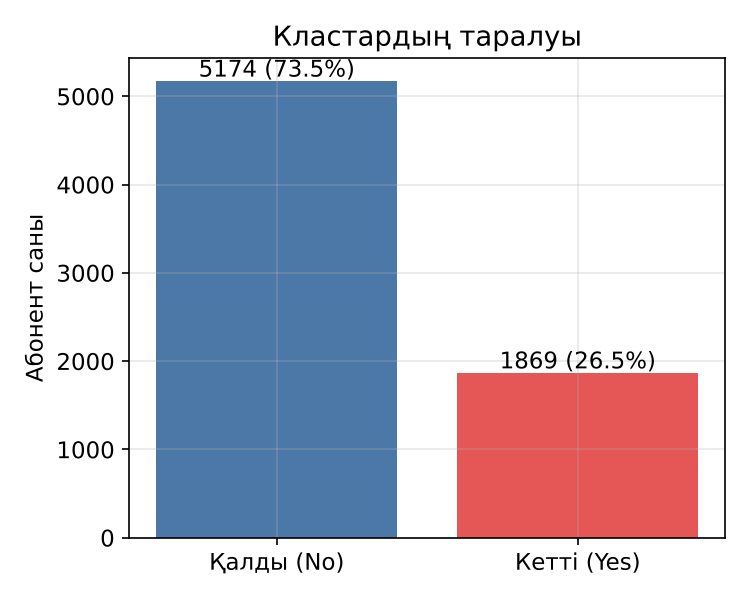 Кластардың таралуы
5174 (73.5%)
1869 (26.5%)
Абонент саны
5000
4000
3000
2000
1000
0
Қалды (No)
Кетті (Yes)